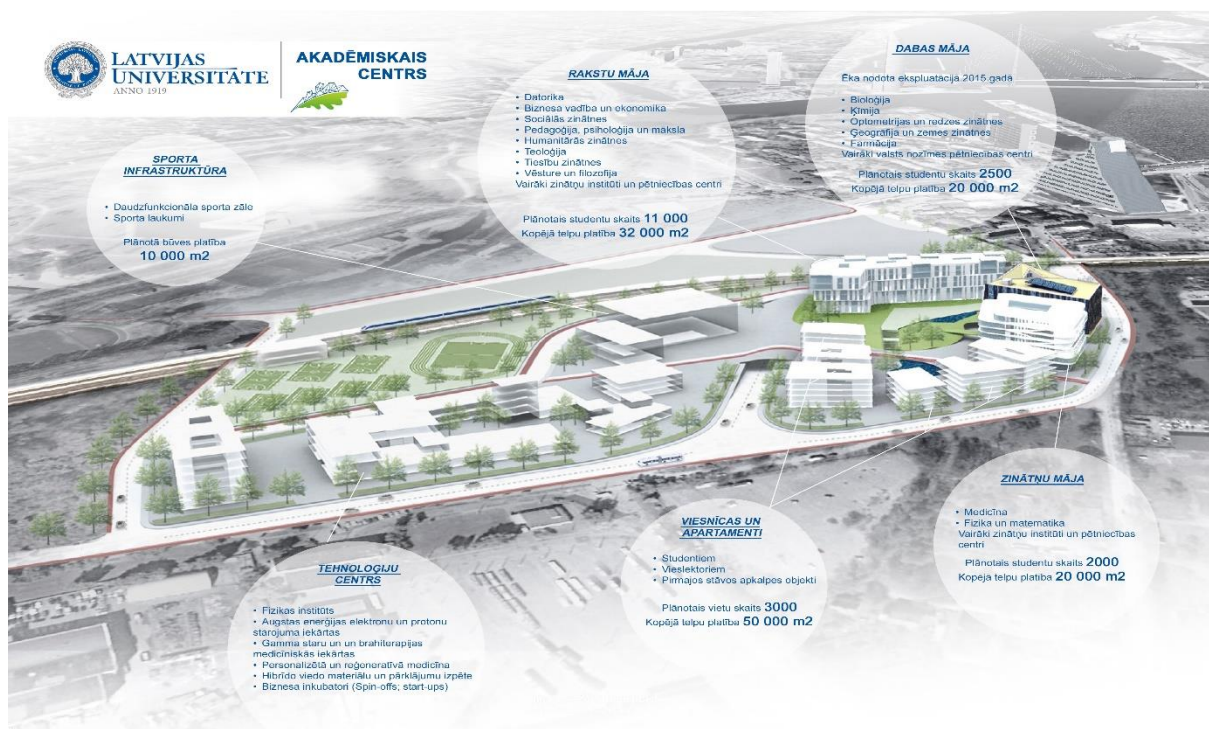 LATVIJAS
UNIVERSITĀTE
ANNO 1919
AKADĒMISKAIS
CENTRS
SPORTA
INFRASTRUKTŪRA
• Daudzfunkcionāla sporta zāle
• Sporta laukumi
Plānotā būves platība
10 000 m2
RAKSTU MĀJA
• Datorika
• Biznesa vadība un ekonomika
• Sociālās zinātnes
• Pedagoģija, psiholoģija un māksla
• Humanitārās zinātnes
• Teoloģija
• Tiesību zinātnes
• Vēsture un filozofija
Vairāki zinātņu institūti un pētniecības centri
Plānotais studentu skaits 11 000
Kopējā telpu platība 32 000 m2
DABAS MĀJA
Ēka nodota ekspluatācijā 2015.gadā
• Bioloģija
• Ķīmija
• Optometrijas un redzes zinātnes
• Ģeogrāfija un zemes zinātnes
• Farmācija
Vairāki valsts nozīmes pētniecības centri
Plānotais studentu skaits 2500
Kopējā telpu platība 20 000 m2
TEHNOLOĢIJU
CENTRS
• Fizikas institūts
• Augstas enerģijas elektronu un protonu
starojuma iekārtas
• Gamma staru un un brahiterapijas
medicīniskās iekārtas
• Personalizētā un reģeneratīvā medicīna
• Hibrīdo viedo materiālu un pārklājumu izpēte
• Biznesa inkubatori (Spin-offs; start-ups)
VIESNĪCAS UN
APARTAMENTI
• Studentiem
• Vieslektoriem
• Pirmajos stāvos apkalpes objekti
Plānotais vietu skaits 3000
Kopējā telpu platība 50 000 m2
ZINĀTŅU MĀJA
• Medicīna
• Fizika un matemātika
Vairāki zinātņu institūti un pētniecības
centri
Plānotais studentu skaits 2000
Kopējā telpu platība 20 000 m2